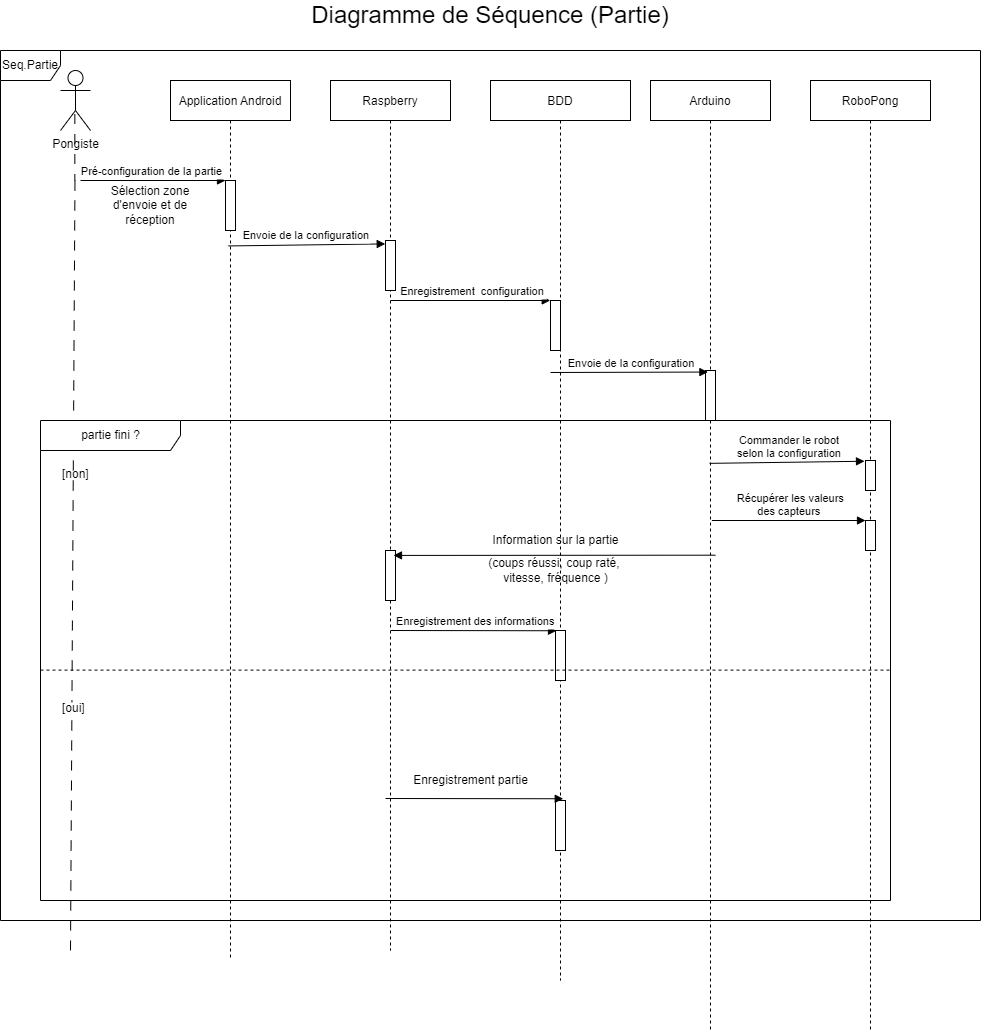 Diagramme de Séquence (Partie)
Seq.Partie
Pongiste
Application Android
Raspberry
BDD
Arduino
RoboPong
Pré-configuration de la partie
Sélection zone
d'envoie et de
réception
Envoie de la configuration
Enregistrement configuration
Envoie de la configuration
partie fini ?
[non]
Commander le robot
selon la configuration
Récupérer les valeurs
des capteurs
Information sur la partie
(coups réussi, coup raté,
vitesse, fréquence )
Enregistrement des informations
[oui]
Enregistrement partie